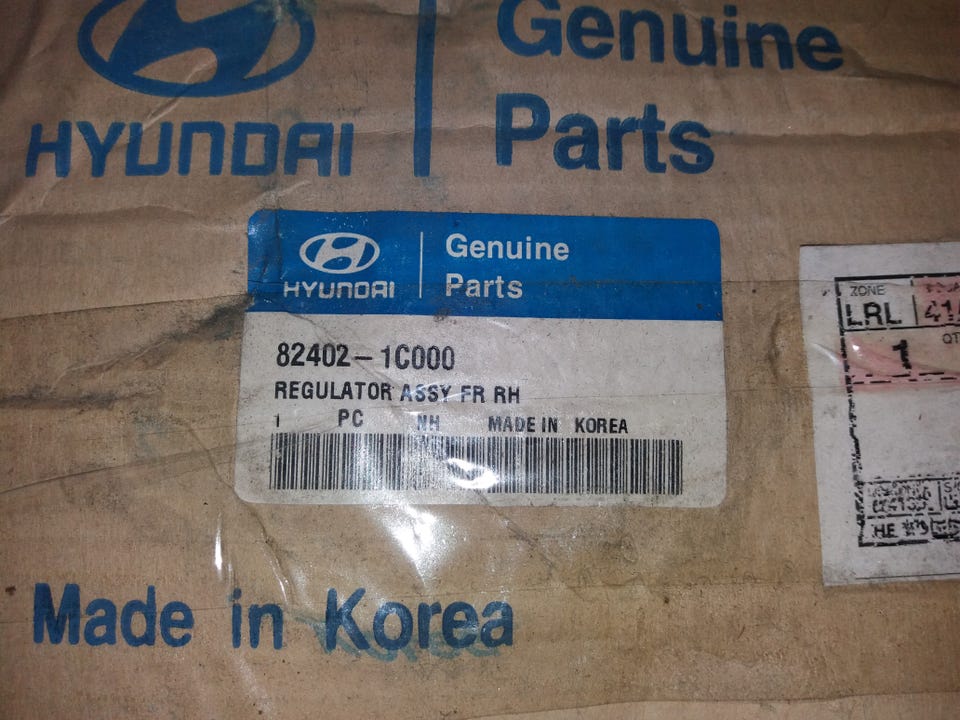 HYUNDAI
Genuine
Parts
HYUNDAI
Genuine
Parts
82402-1C000
REGULATOR ASSY FR RH
1 PC NH MADE IN KOREA
ZONE
LRL
1
HE
Made in Korea